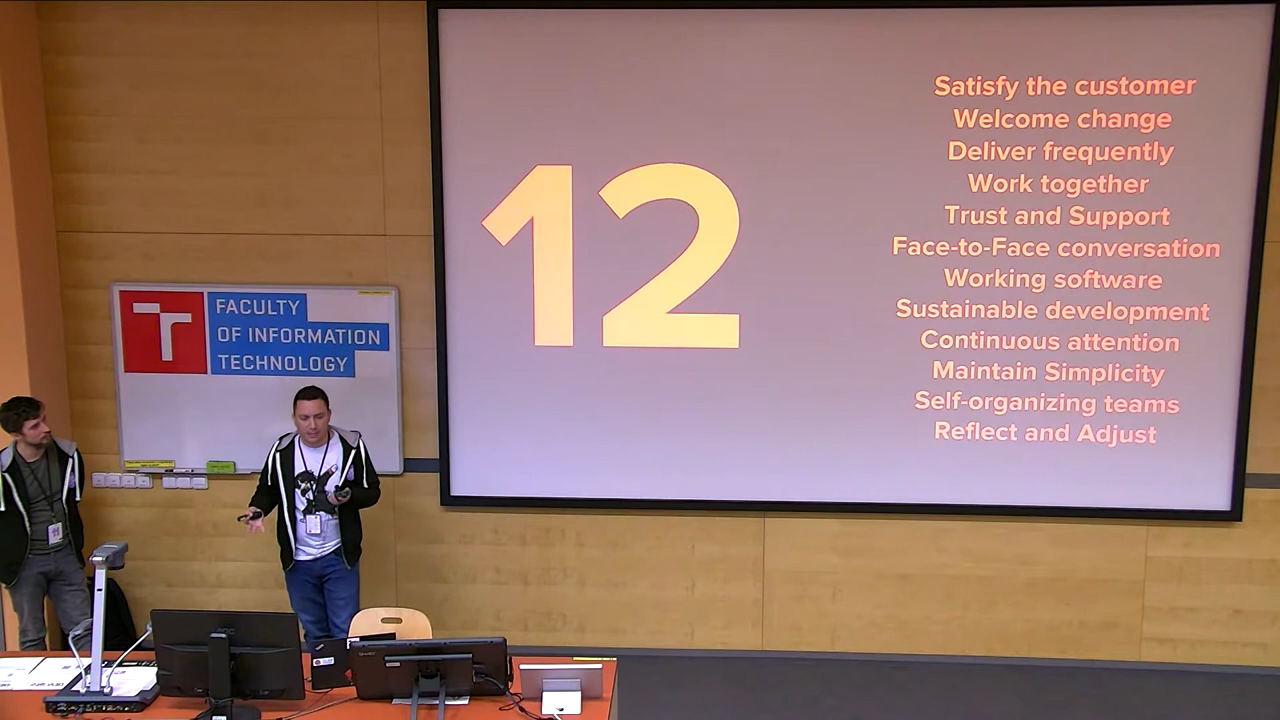 12
Satisfy the customer
Welcome change
Deliver frequently
Work together
Trust and Support
Face-to-Face conversation
Working software
Sustainable development
Continuous attention
Maintain Simplicity
Self-organizing teams
Reflect and Adjust
T
FACULTY
OF INFORMATION
TECHNOLOGY
AOC